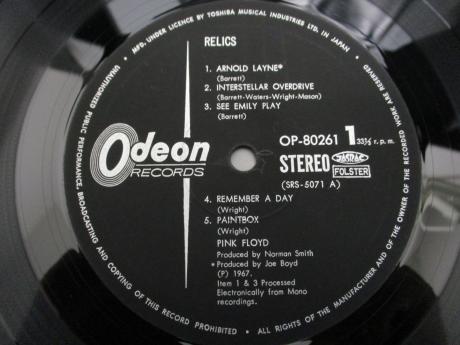 MFD. UNDER LICENCE BY TOSHIBA MUSICAL INDUSTRIES LTD. IN JAPAN •
UNAUTHORIZED PUBLIC PERFORMANCE, BROADCASTING AND COPYING OF THIS RECORD PROHIBITED • ALL RIGHTS OF THE MANUFACTURER AND OF THE OWNER OF THE RECORDED WORK ARE RESERVED
RELICS
1. ARNOLD LAYNE*
(Barrett)
2. INTERSTELLAR OVERDRIVE
(Barrett-Waters-Wright-Mason)
3. SEE EMILY PLAY
(Barrett)
Odeon
RECORDS
OP-80261 1 33⅓ r. p. m.
STEREO JASRAC
FOLSTER
(SRS-5071 A)
4. REMEMBER A DAY
(Wright)
5. PAINTBOX
(Wright)
PINK FLOYD
Produced by Norman Smith
*Produced by Joe Boyd
(P) 1967.
Item 1 & 3 Processed
Electronically from Mono
recordings.